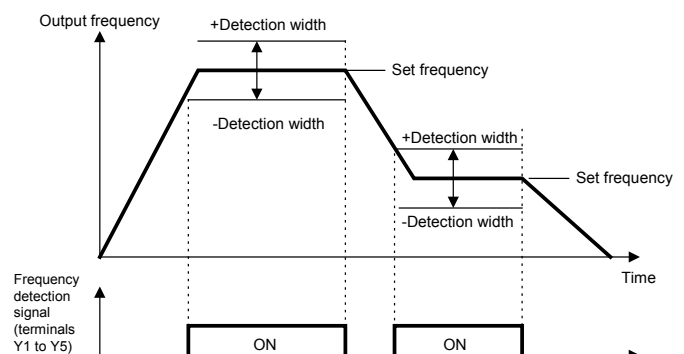 Output frequency
+Detection width
Set frequency
-Detection width
+Detection width
Set frequency
-Detection width
Time
Frequency
detection
signal
(terminals
Y1 to Y5)
ON
ON